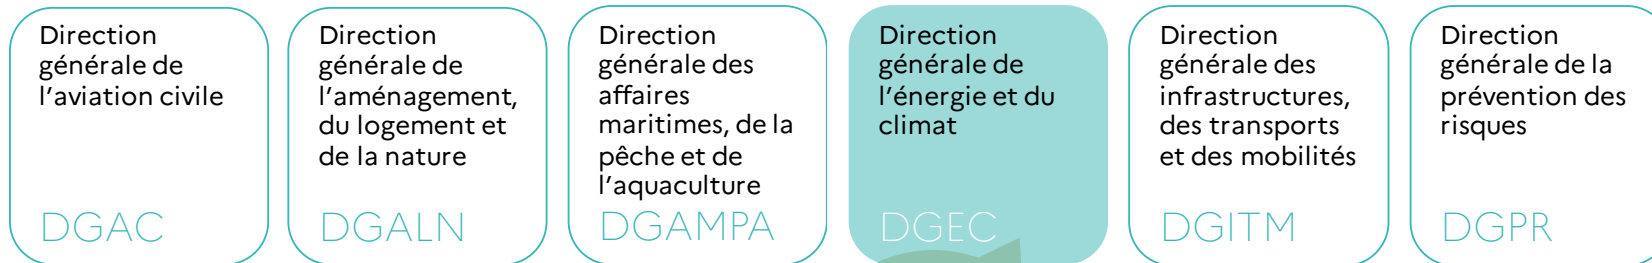 Direction
générale de
l’aviation civile
DGAC
Direction
générale de
l’aménagement,
du logement et
de la nature
DGALN
Direction
générale des
affaires
maritimes, de la
pêche et de
l’aquaculture
DGAMPA
Direction
générale de
l’énergie et du
climat
DGEC
Direction
générale des
infrastructures,
des transports
et des mobilités
DGITM
Direction
générale de la
prévention des
risques
DGPR